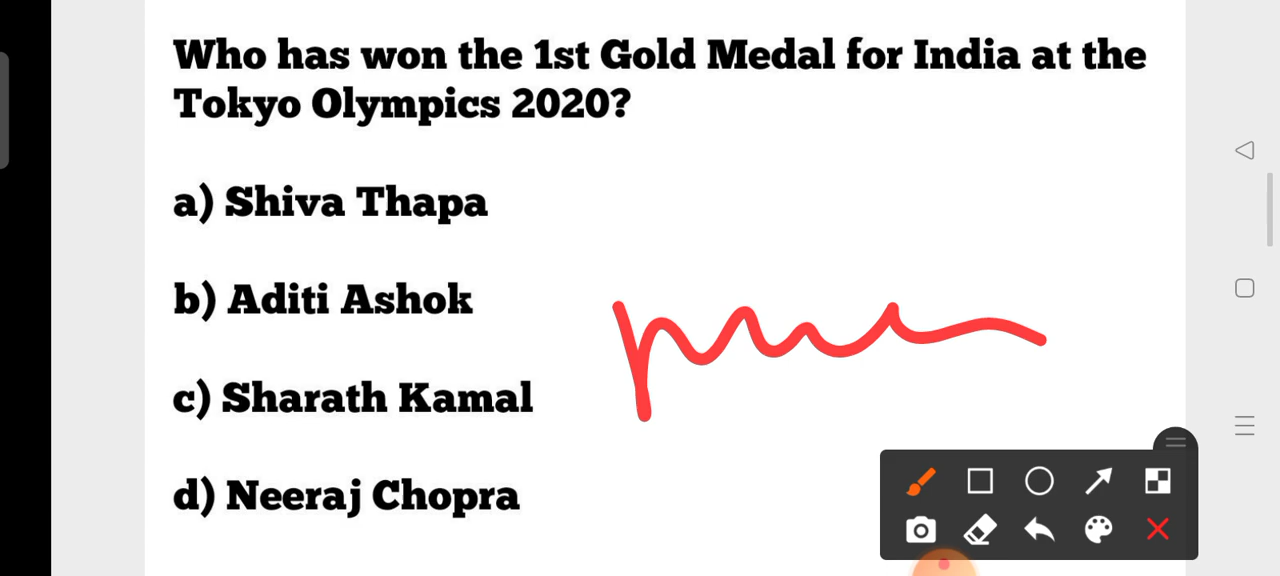 Who has won the 1st Gold Medal for India at the
Tokyo Olympics 2020?
a) Shiva Thapa
b) Aditi Ashok
c) Sharath Kamal
d) Neeraj Chopra